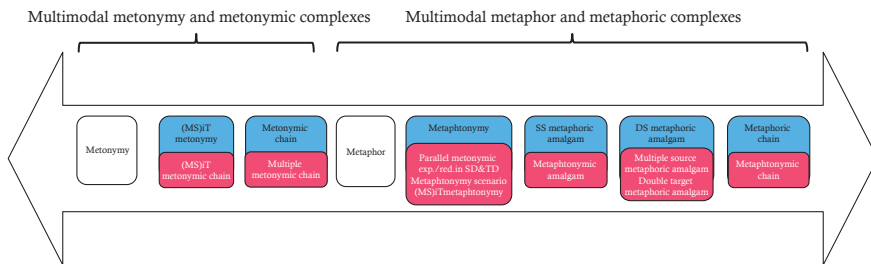 Multimodal metonymy and metonymic complexes
Multimodal metaphor and metaphoric complexes
Metonymy
(MS)iT
metonymy
(MS)iT
metonymic chain
Metonymic
chain
Multiple
metonymic chain
Metaphor
Metaphtonymy
Parallel metonymic
exp./red.in SD&TD
Metaphtonymy scenario
(MS)iTmetaphtonymy
SS metaphoric
amalgam
Metaphtonymic
amalgam
DS metaphoric
amalgam
Multiple source
metaphoric amalgam
Double target
metaphoric amalgam
Metaphoric
chain
Metaphtonymic
chain